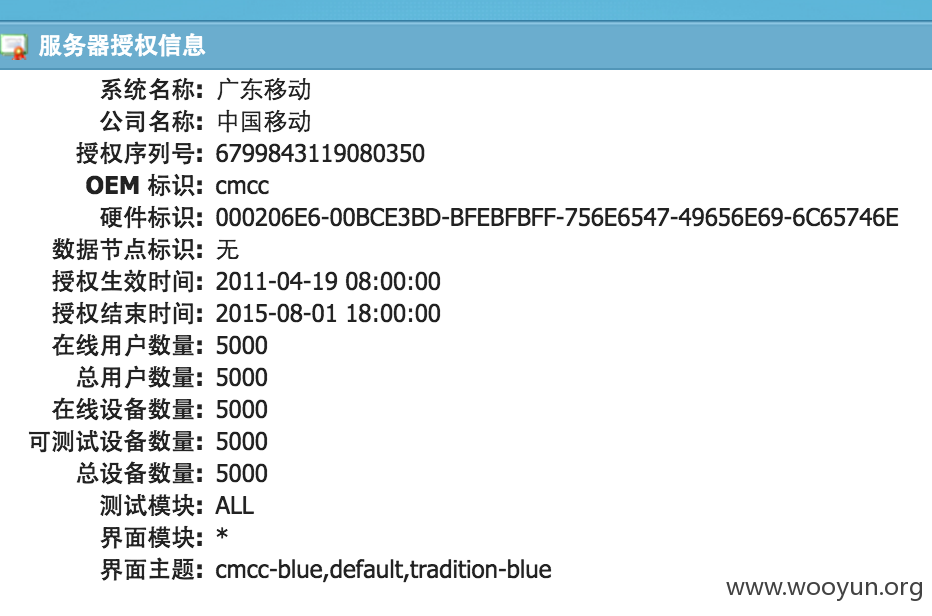 服务器授权信息
系统名称: 广东移动
公司名称: 中国移动
授权序列号: 6799843119080350
OEM 标识: cmcc
硬件标识: 000206E6-00BCE3BD-BFEBFBFF-756E6547-49656E69-6C65746E
数据节点标识: 无
授权生效时间: 2011-04-19 08:00:00
授权结束时间: 2015-08-01 18:00:00
在线用户数量: 5000
总用户数量: 5000
在线设备数量: 5000
可测试设备数量: 5000
总设备数量: 5000
测试模块: ALL
界面模块: *
界面主题: cmcc-blue,default,tradition-blue
www.wooyun.org